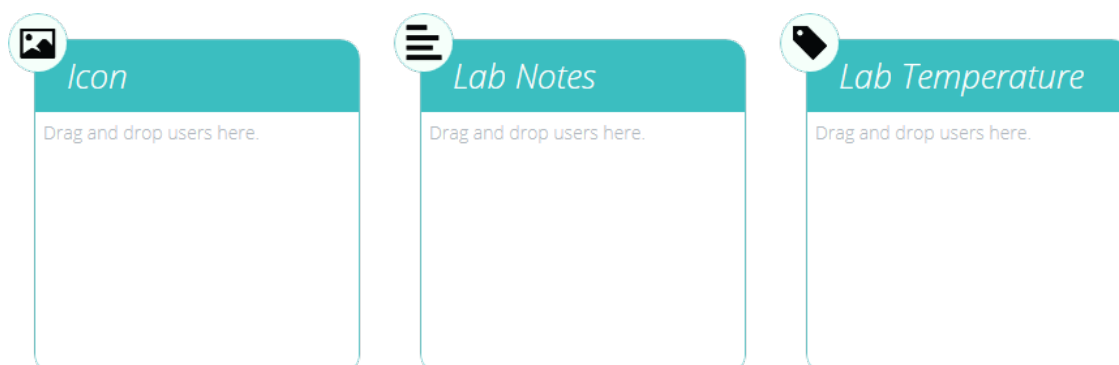 Icon
Lab Notes
Lab Temperature
Drag and drop users here.
Drag and drop users here.
Drag and drop users here.